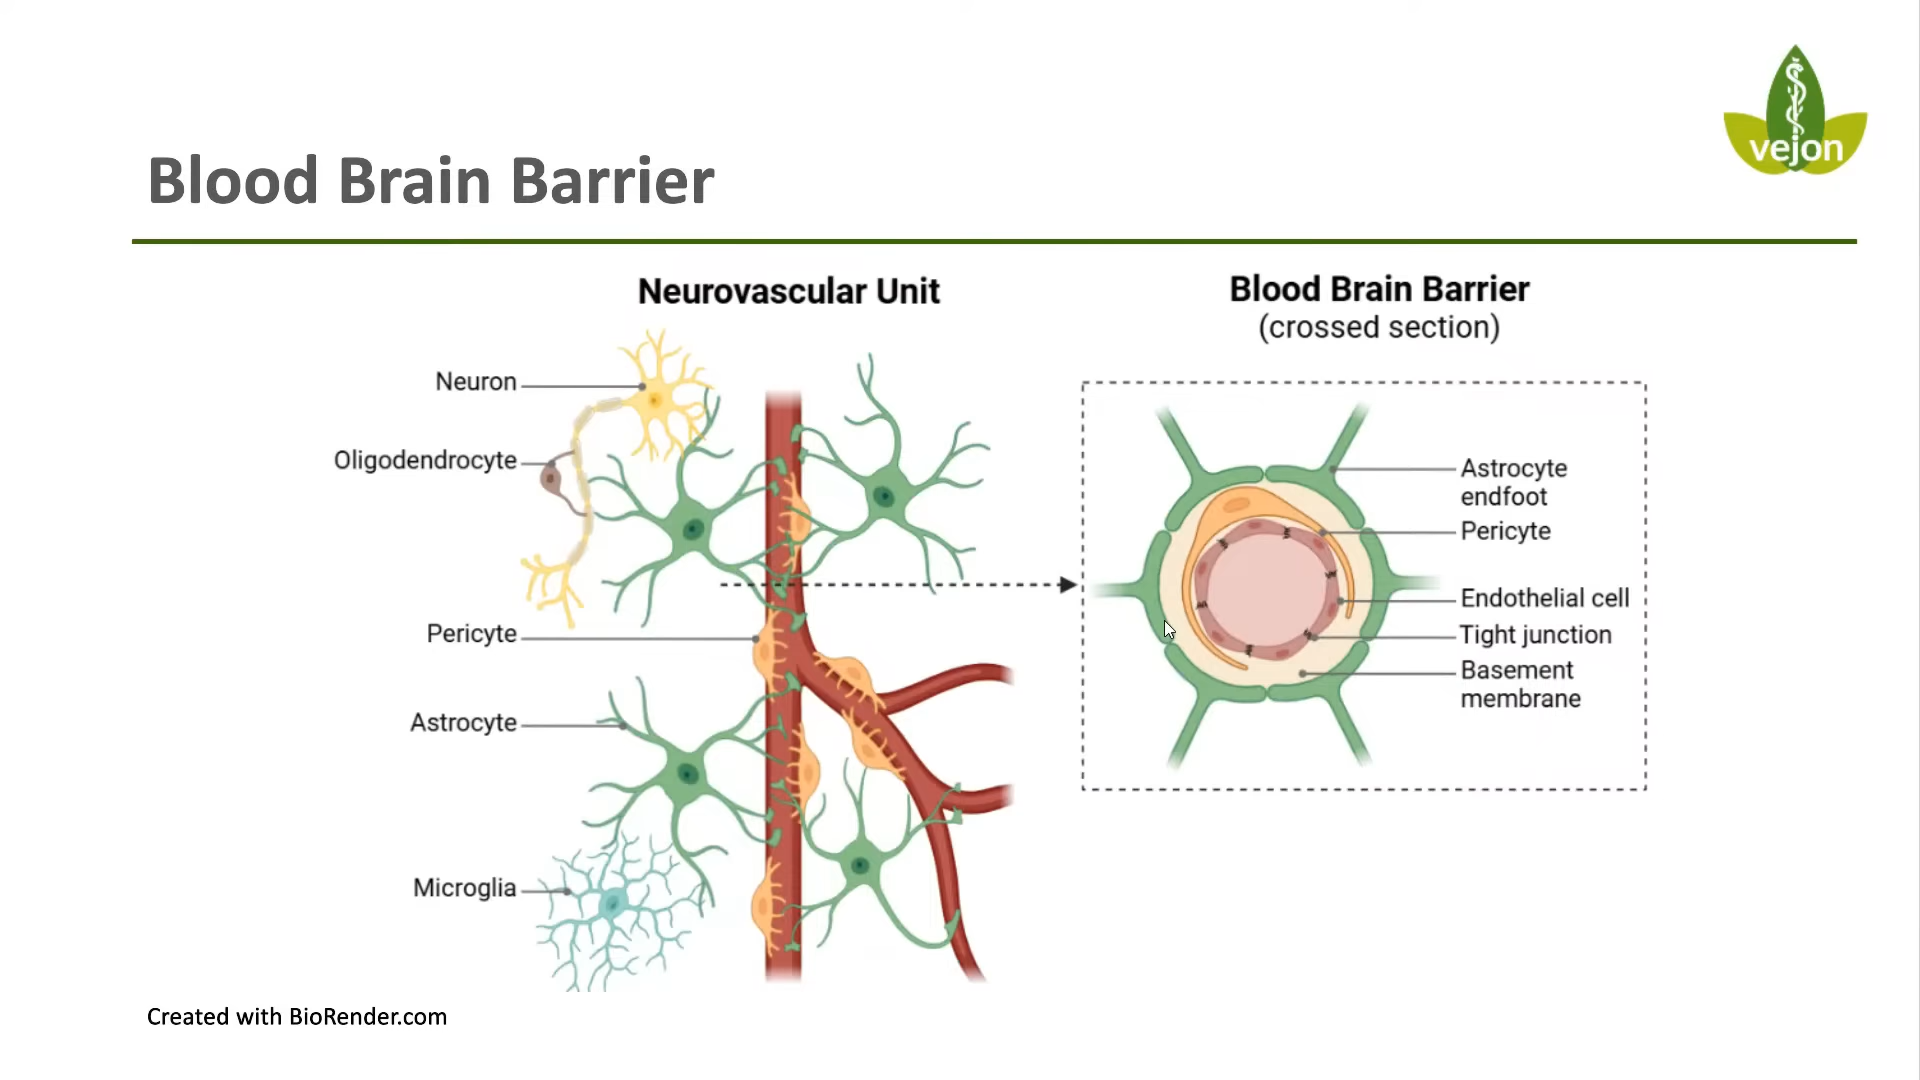 vejon
Blood Brain Barrier
Neurovascular Unit
Neuron
Oligodendrocyte
Pericyte
Astrocyte
Microglia
Blood Brain Barrier
(crossed section)
Astrocyte
endfoot
Pericyte
Endothelial cell
Tight junction
Basement
membrane
Created with BioRender.com